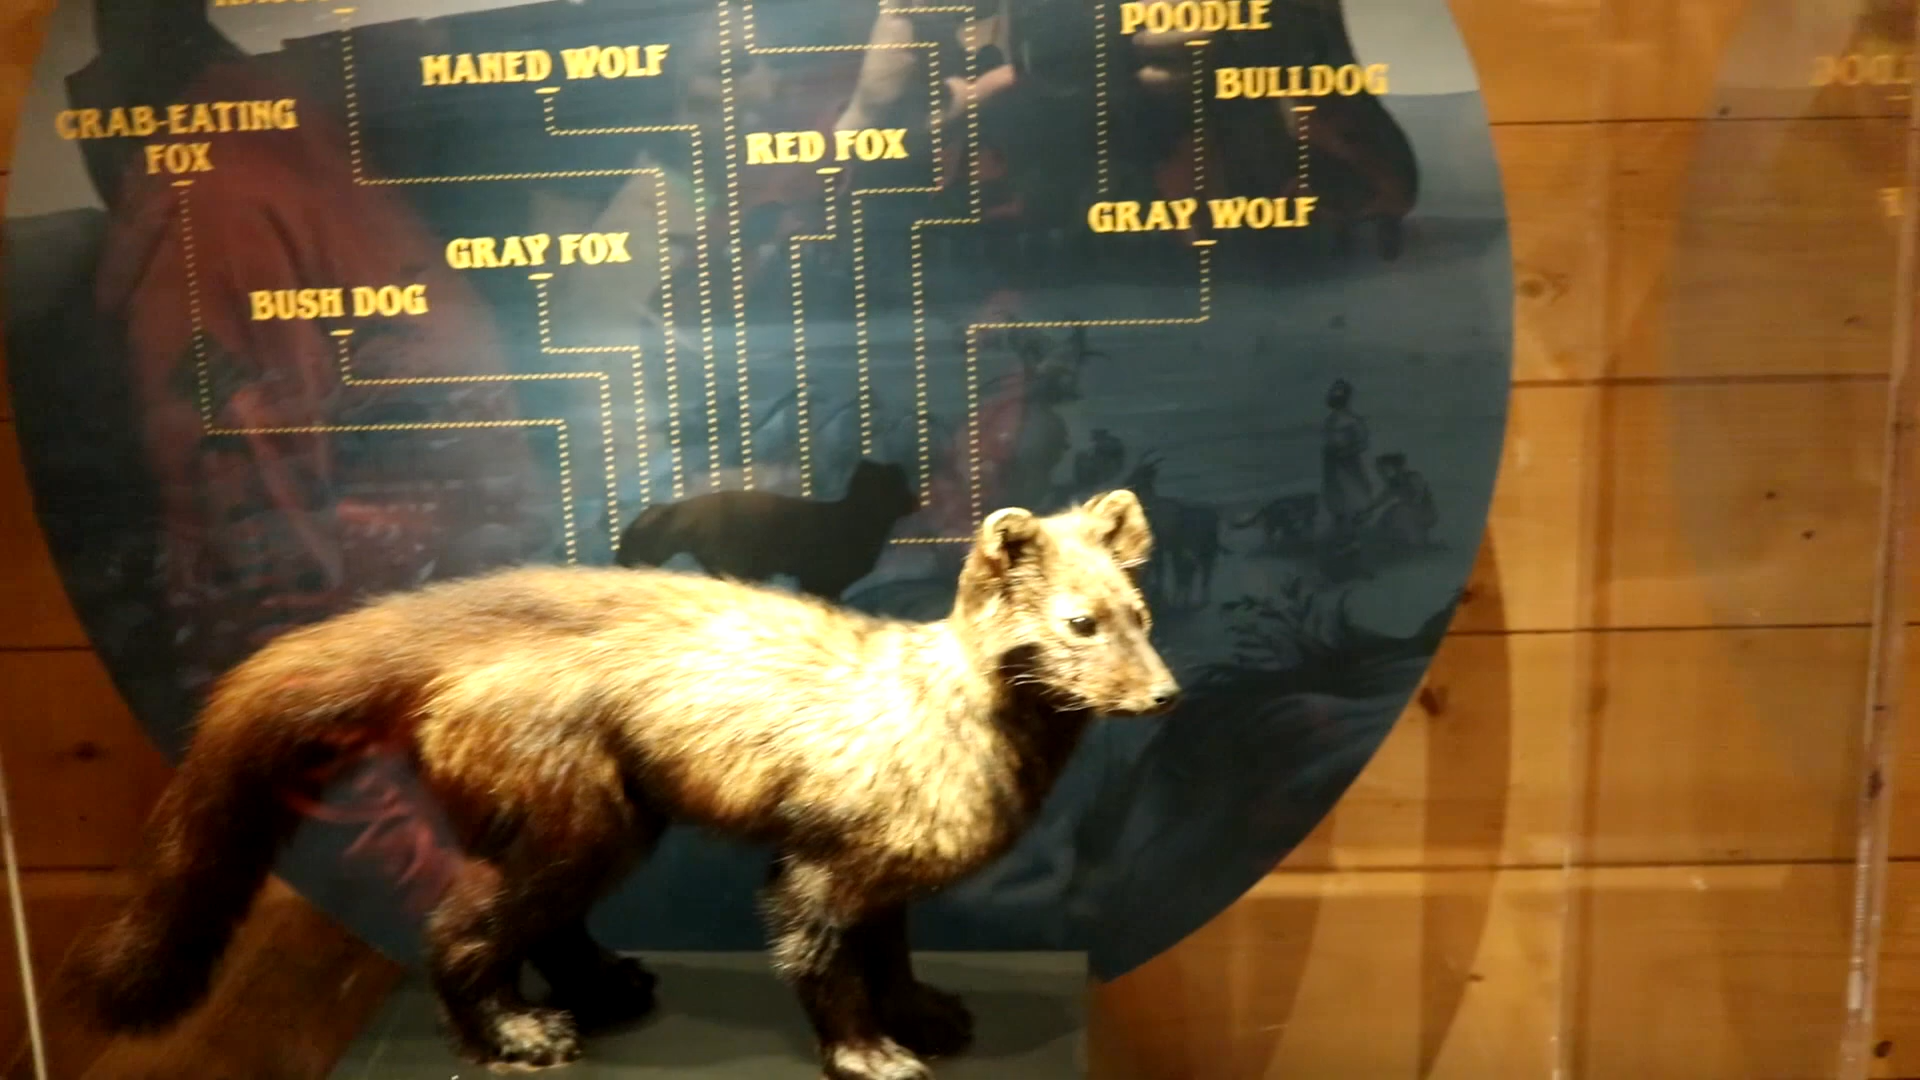 POODLE
MANED WOLF
BULLDOG
CRAB-EATING
FOX
RED FOX
GRAY WOLF
GRAY FOX
BUSH DOG